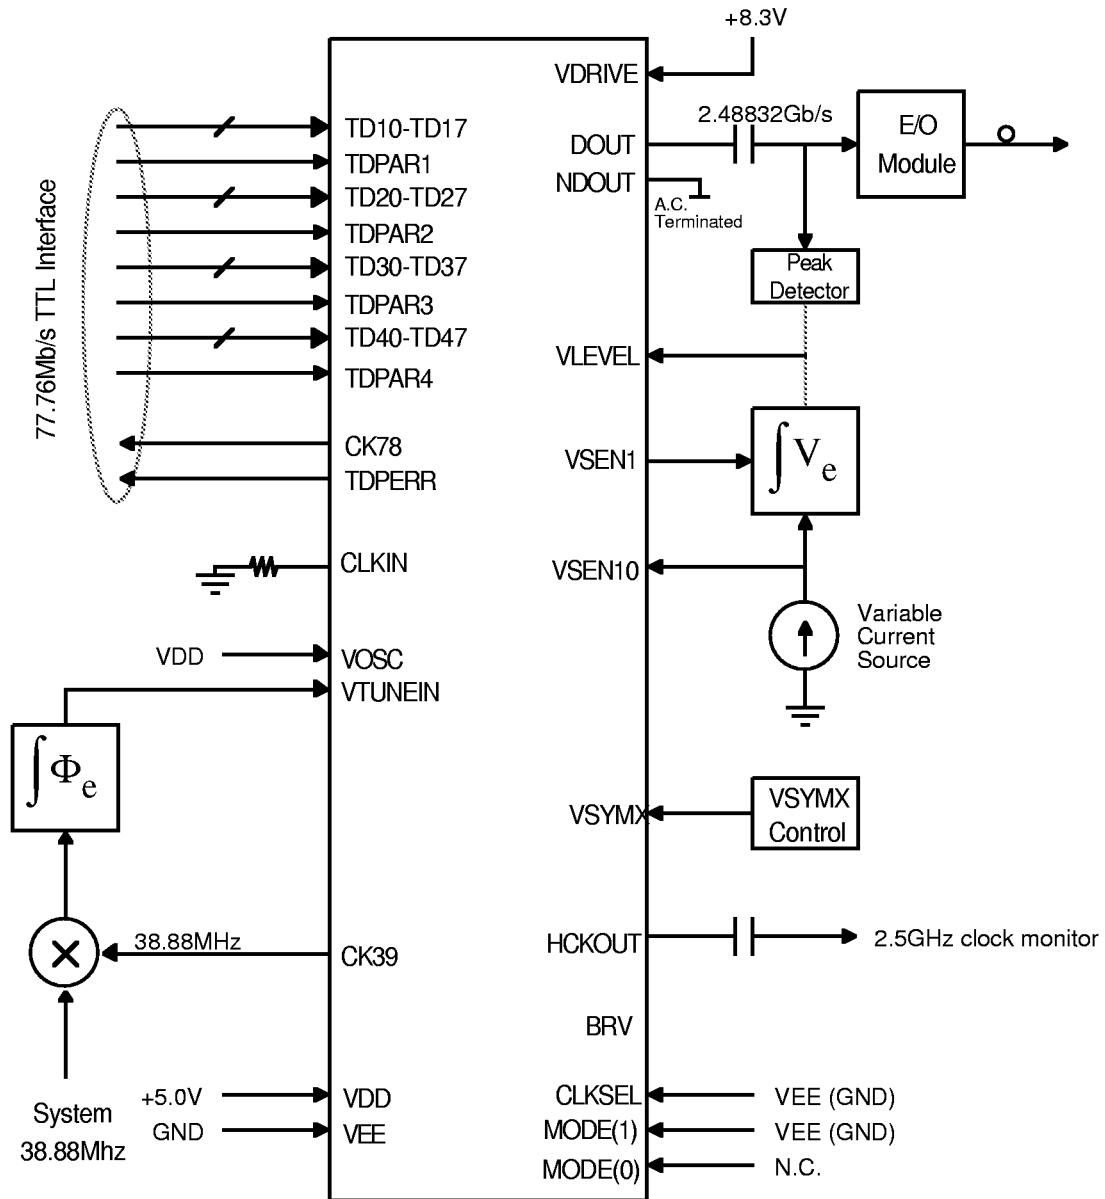 +8.3V
VDRIVE
2.48832Gb/s
TD10-TD17
DOUT
E/O
Module
TDPAR1
NDOUT
A.C.
Terminated
TD20-TD27
TDPAR2
TD30-TD37
Peak
Detector
TDPAR3
TD40-TD47
VLEVEL
TDPAR4
77.76Mb/s TTL Interface
CK78
VSEN1
∫ Ve
TDPERR
CLKIN
VSEN10
Variable
Current
Source
VDD
VOSC
VTUNEIN
∫ Φe
VSYMX
VSYMX
Control
38.88MHz
CK39
HCKOUT
2.5GHz clock monitor
BRV
System
38.88Mhz
+5.0V
VDD
CLKSEL
VEE (GND)
GND
VEE
MODE(1)
VEE (GND)
MODE(0)
N.C.